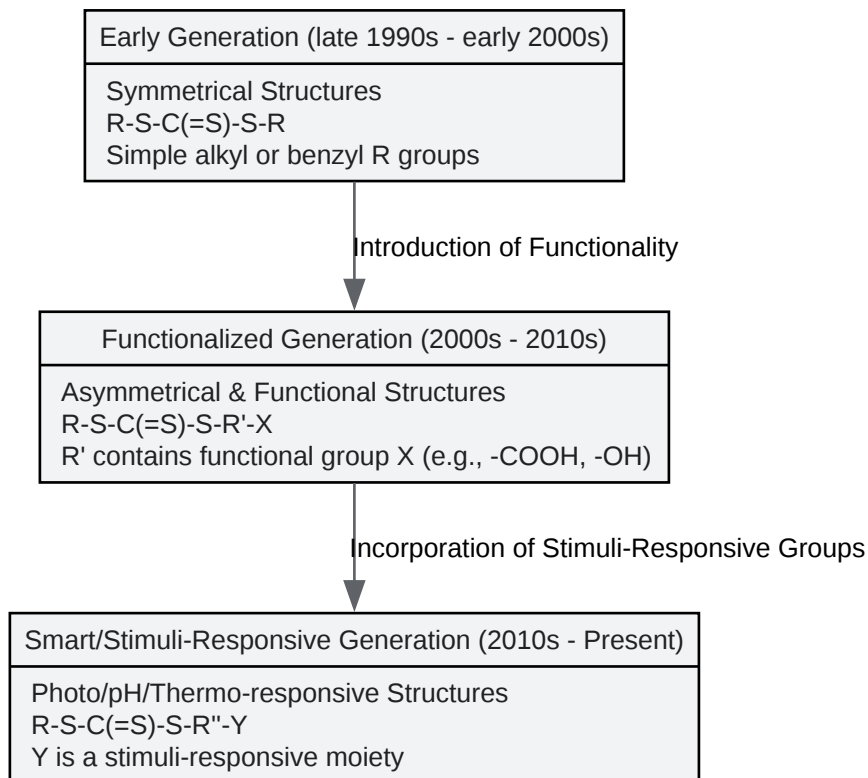 Early Generation (late 1990s - early 2000s)
Symmetrical Structures
R-S-C(=S)-S-R
Simple alkyl or benzyl R groups
Introduction of Functionality
Functionalized Generation (2000s - 2010s)
Asymmetrical & Functional Structures
R-S-C(=S)-S-R'-X
R' contains functional group X (e.g., -COOH, -OH)
Incorporation of Stimuli-Responsive Groups
Smart/Stimuli-Responsive Generation (2010s - Present)
Photo/pH/Thermo-responsive Structures
R-S-C(=S)-S-R"-Y
Y is a stimuli-responsive moiety